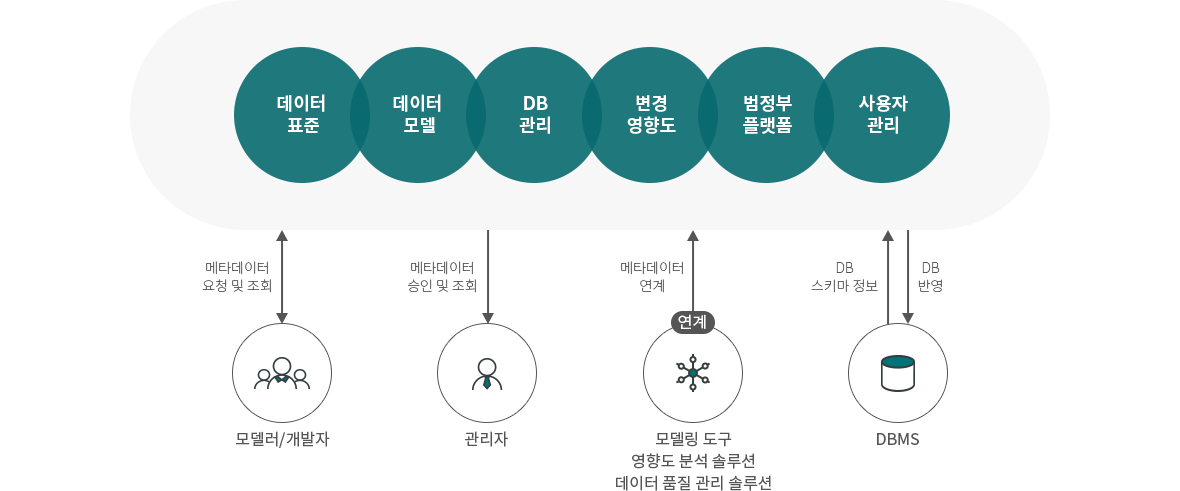 데이터
표준
데이터
모델
DB
관리
변경
영향도
범정부
플랫폼
사용자
관리
메타데이터
요청 및 조회
메타데이터
승인 및 조회
메타데이터
연계
DB
스키마 정보
DB
반영
연계
모델러/개발자
관리자
모델링 도구
영향도 분석 솔루션
데이터 품질 관리 솔루션
DBMS